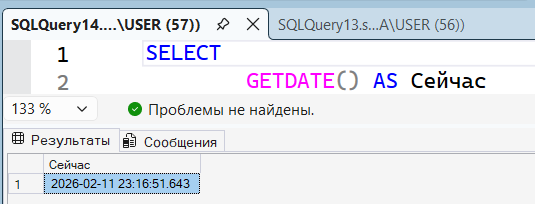 SQLQuery14....\USER (57))
SQLQuery13.s...A\USER (56))
1 SELECT
2 GETDATE() AS Сейчас
133 %
Проблемы не найдены.
Результаты
Сообщения
Сейчас
1 2026-02-11 23:16:51.643